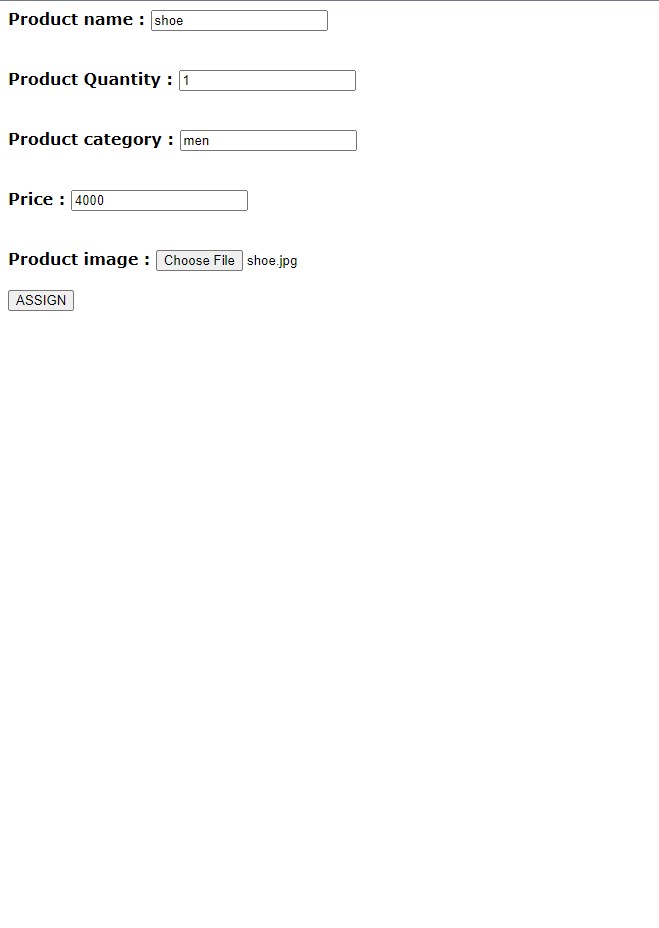 Product name : shoe
Product Quantity : 1
Product category : men
Price : 4000
Product image : Choose File shoe.jpg
ASSIGN